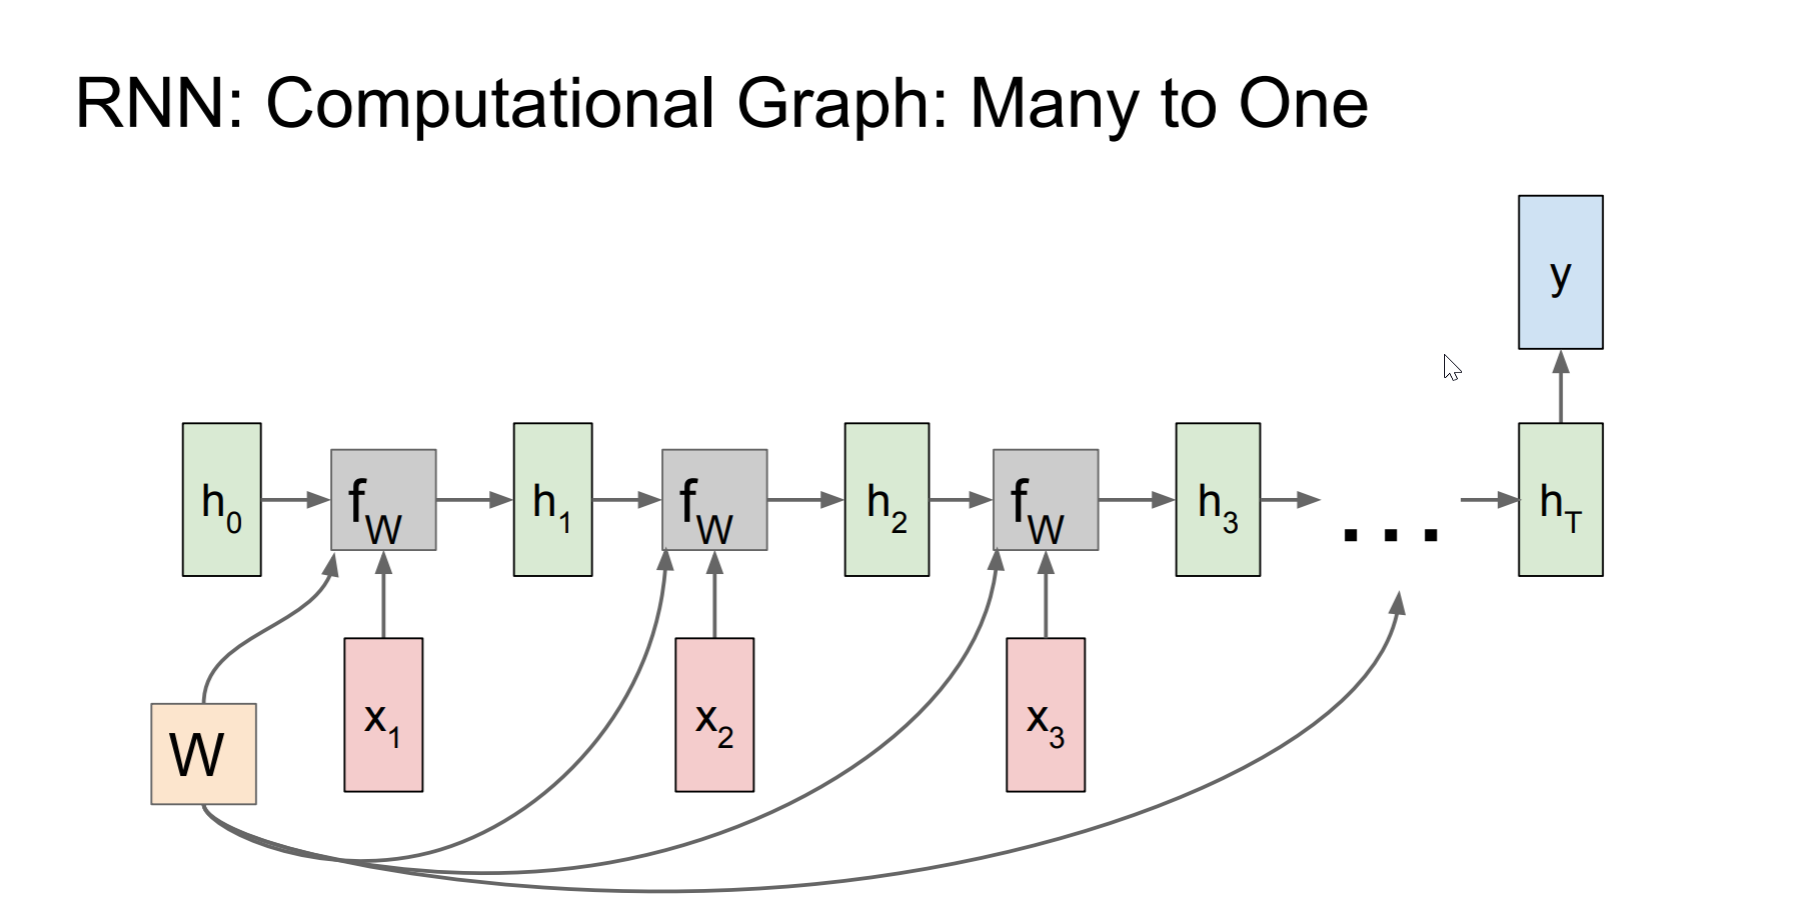 RNN: Computational Graph: Many to One
y
h0 fW h1 fW h2 fW h3 ... hT
x1 x2 x3
W